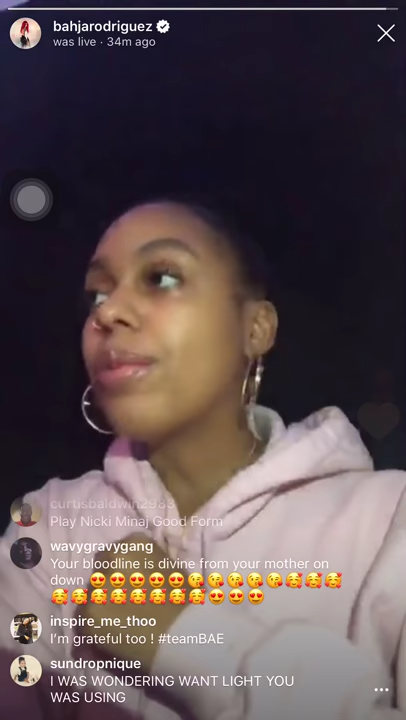 bahjarodriguez
was live · 34m ago
curtisbaldwin2983
Play Nicki Minaj Good Form
wavygravygang
Your bloodline is divine from your mother on
down 😍😍😍😍😍😘😘😘😘😘🥰🥰🥰
🥰🥰🥰🥰🥰🥰🥰🥰😍😍😍
inspire_me_thoo
I'm grateful too ! #teamBAE
sundropnique
I WAS WONDERING WANT LIGHT YOU
WAS USING